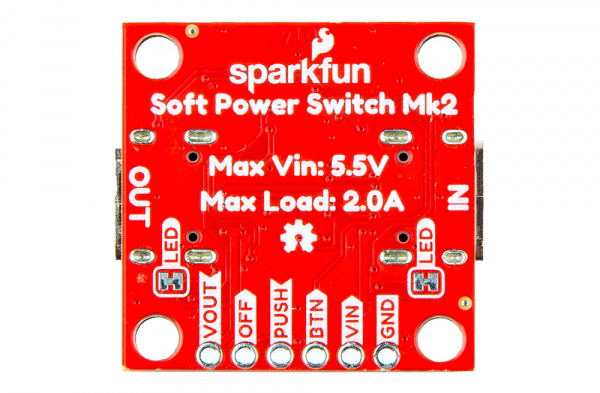 sparkfun
Soft Power Switch Mk2
Max Vin: 5.5V
Max Load: 2.0A
OUT
IN
LED
LED
VOUT
OFF
PUSH
BTN
VIN
GND